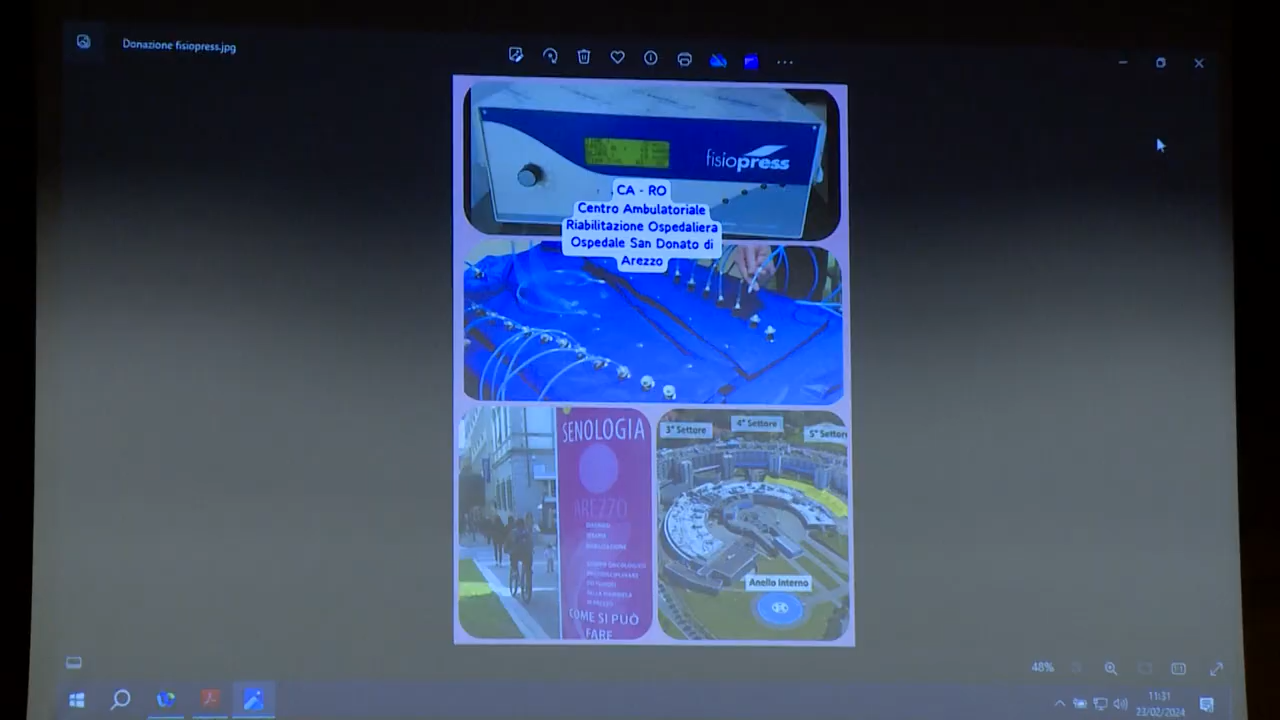 Donazione fisiopress.jpg
fisiopress
. CA - RO
Centro Ambulatoriale
Riabilitazione Ospedaliera
Ospedale San Donato di
Arezzo
SENOLOGIA
AREZZO
COME SI PUÒ
FARE
3° Settore
4° Settore
5° Settore
Anello Interno
48%
11:31
23/02/2024